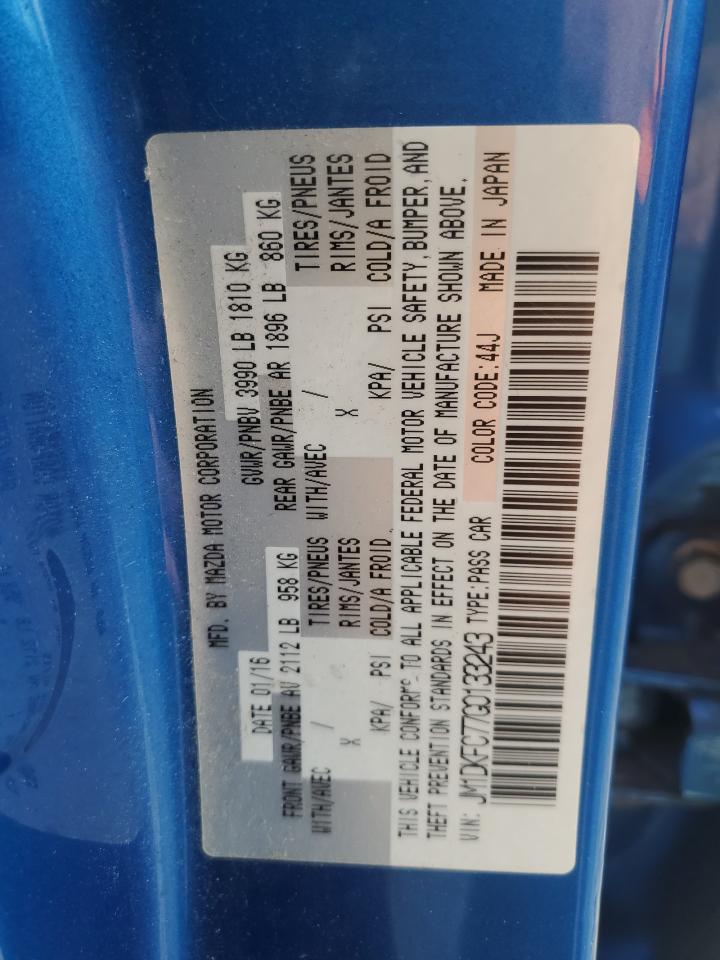 MFD. BY MAZDA MOTOR CORPORATION
DATE 01/16 GVWR/PNBV 3990 LB 1810 KG
FRONT GAWR/PNBE AV 2112 LB 958 KG REAR GAWR/PNBE AR 1896 LB 860 KG
WITH/AVEC / TIRES/PNEUS WITH/AVEC / TIRES/PNEUS
X RIMS/JANTES X RIMS/JANTES
KPA/ PSI COLD/A FROID, KPA/ PSI COLD/A FROID
THIS VEHICLE TO ALL APPLICABLE FEDERAL MOTOR VEHICLE SAFETY, BUMPER, AND
THEFT PREVENTION STANDARDS IN EFFECT ON THE DATE OF MANUFACTURE SHOWN ABOVE.
VIN: JM1DKFC77G0133243 TYPE:PASS CAR COLOR CODE:44J MADE IN JAPAN